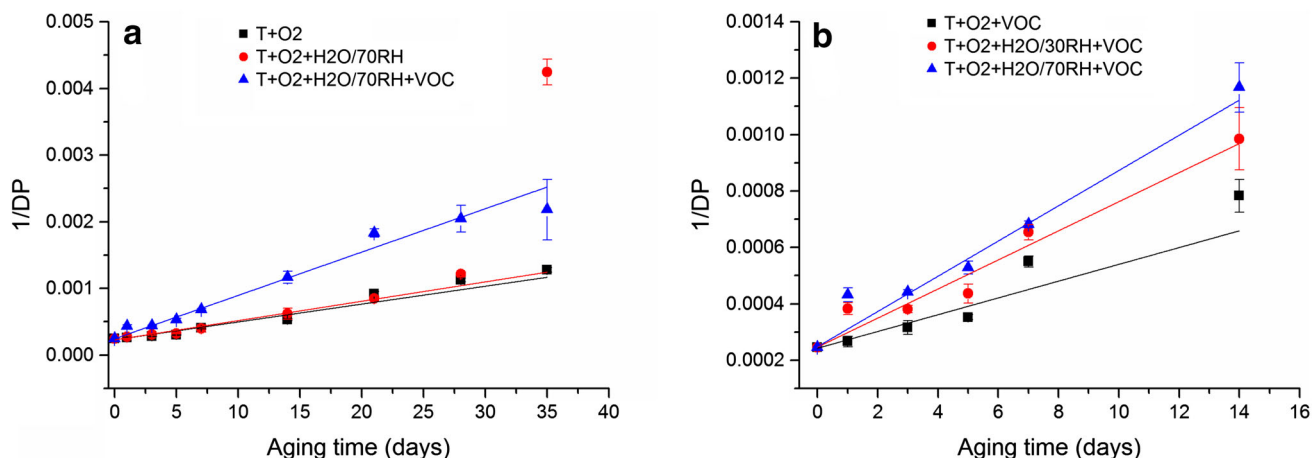 a
T+O2
T+O2+H2O/70RH
T+O2+H2O/70RH+VOC
0.005
0.004
0.003
0.002
0.001
0.000
1/DP
0 5 10 15 20 25 30 35 40
Aging time (days)
b
T+O2+VOC
T+O2+H2O/30RH+VOC
T+O2+H2O/70RH+VOC
0.0014
0.0012
0.0010
0.0008
0.0006
0.0004
0.0002
1/DP
0 2 4 6 8 10 12 14 16
Aging time (days)